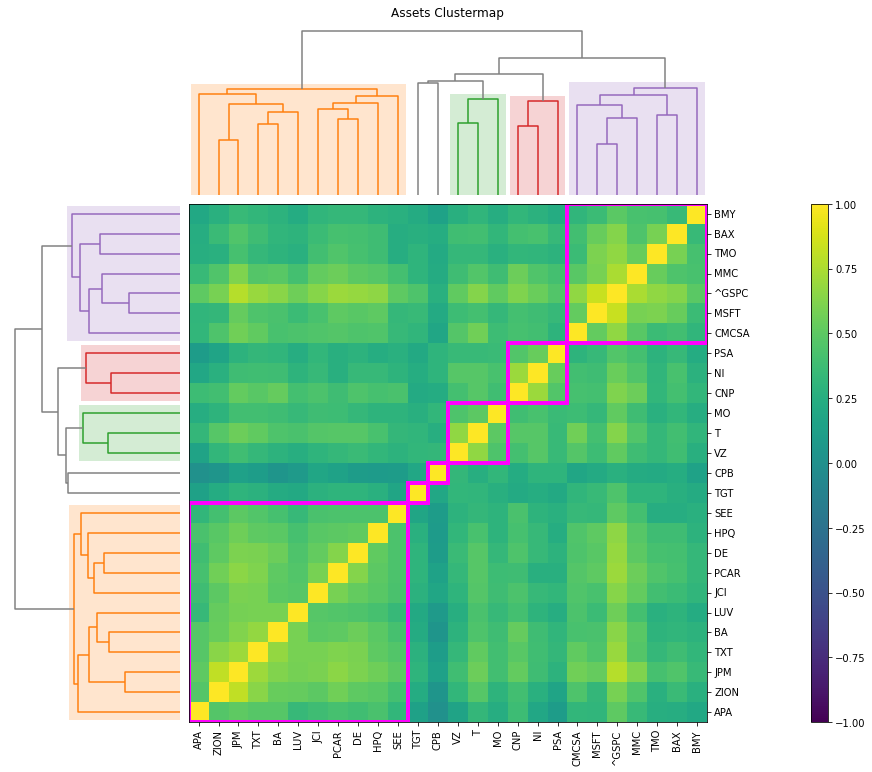 Assets Clustermap
BMY
BAX
TMO
MMC
^GSPC
MSFT
CMCSA
PSA
NI
CNP
MO
T
VZ
CPB
TGT
SEE
HPQ
DE
PCAR
JCI
LUV
BA
TXT
JPM
ZION
APA
1.00
0.75
0.50
0.25
0.00
−0.25
−0.50
−0.75
−1.00
APA
ZION
JPM
TXT
BA
LUV
JCI
PCAR
DE
HPQ
SEE
TGT
CPB
VZ
T
MO
CNP
NI
PSA
CMCSA
MSFT
^GSPC
MMC
TMO
BAX
BMY